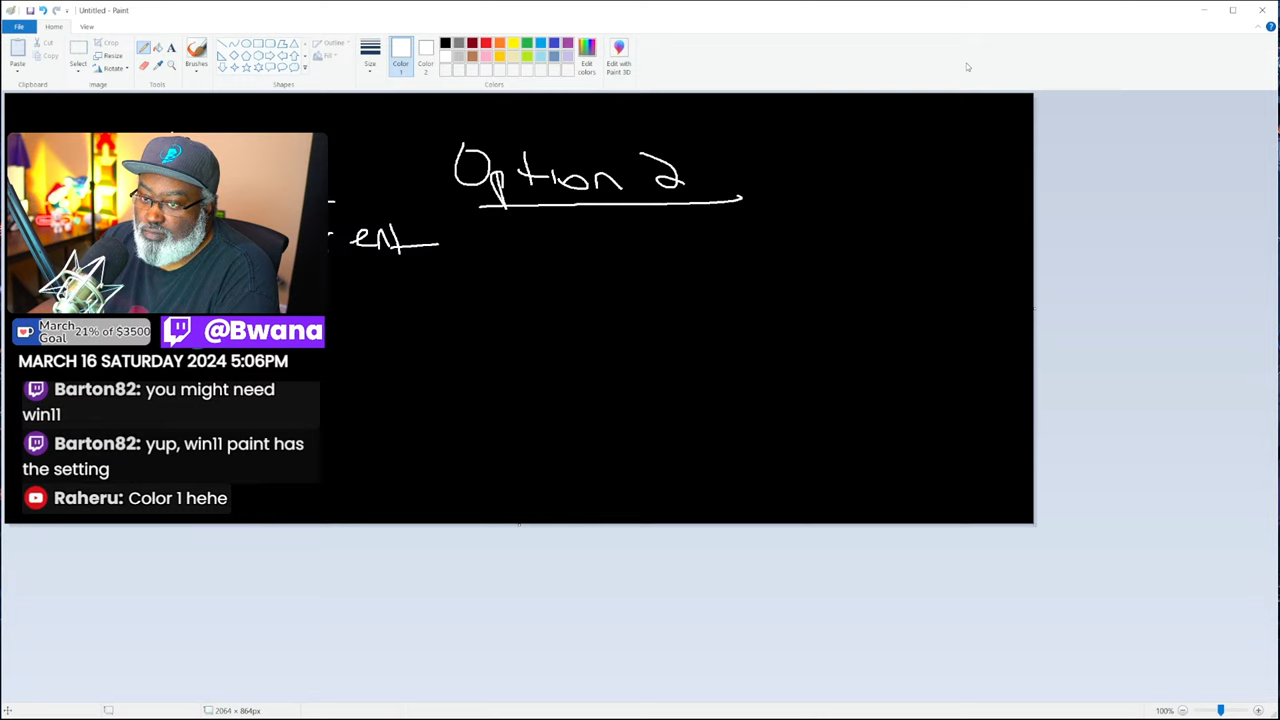 Untitled - Paint
File
Home
View
Paste
Cut
Copy
Clipboard
Select
Crop
Resize
Rotate
Image
Tools
Brushes
Shapes
Outline
Fill
Size
Color 1
Color 2
Edit colors
Edit with Paint 3D
Colors
Option 2
ent
March Goal
21% of $3500
@Bwana
MARCH 16 SATURDAY 2024 5:06PM
Barton82: you might need
win11
Barton82: yup, win11 paint has
the setting
Raheru: Color 1 hehe
2064 × 864px
100%